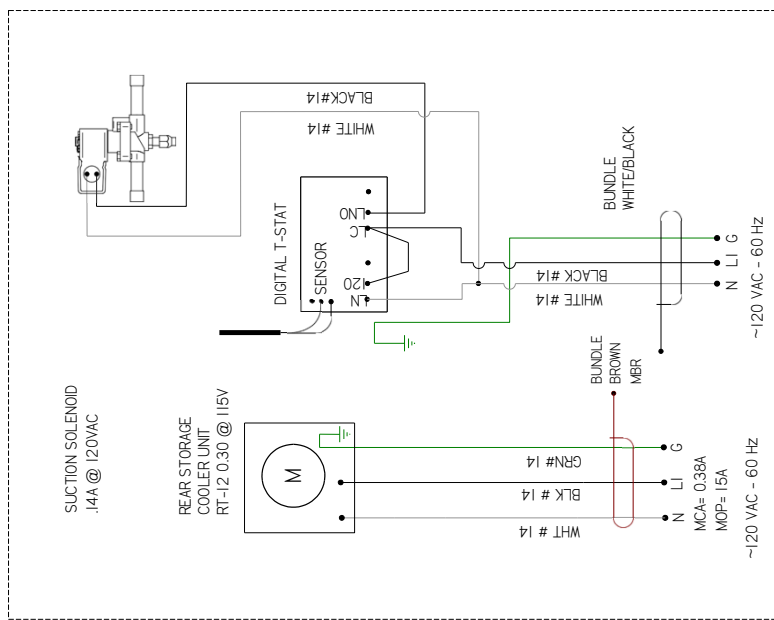 SUCTION SOLENOID
.14A @ 120VAC
BLACK#14
WHITE #14
DIGITAL T-STAT
SENSOR
LN
120
LC
LNO
BUNDLE
WHITE/BLACK
BLACK #14
WHITE #14
G
L1
N
~120 VAC - 60 Hz
REAR STORAGE
COOLER UNIT
RT-12 0.30 @ 115V
M
BUNDLE
BROWN
MBR
GRN# 14
BLK # 14
WHT # 14
G
L1
N
MCA= 0.38A
MOP= 15A
~120 VAC - 60 Hz